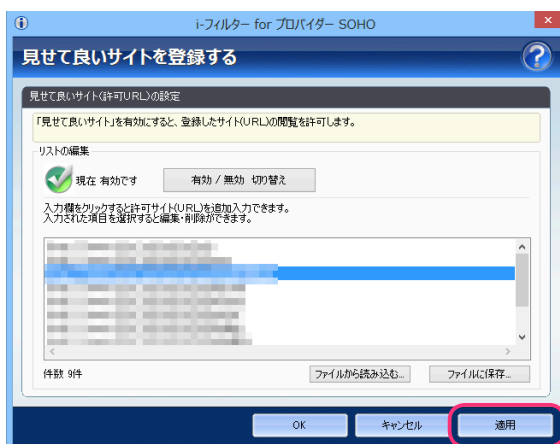 i-フィルター for プロバイダー SOHO
見せて良いサイトを登録する
見せて良いサイト(許可URL)の設定
「見せて良いサイト」を有効にすると、登録したサイト(URL)の閲覧を許可します。
リストの編集
現在 有効です
有効 / 無効 切り替え
入力欄をクリックすると許可サイト(URL)を追加入力できます。
入力された項目を選択すると編集・削除ができます。
件数 9件
ファイルから読み込む...
ファイルに保存...
OK
キャンセル
適用